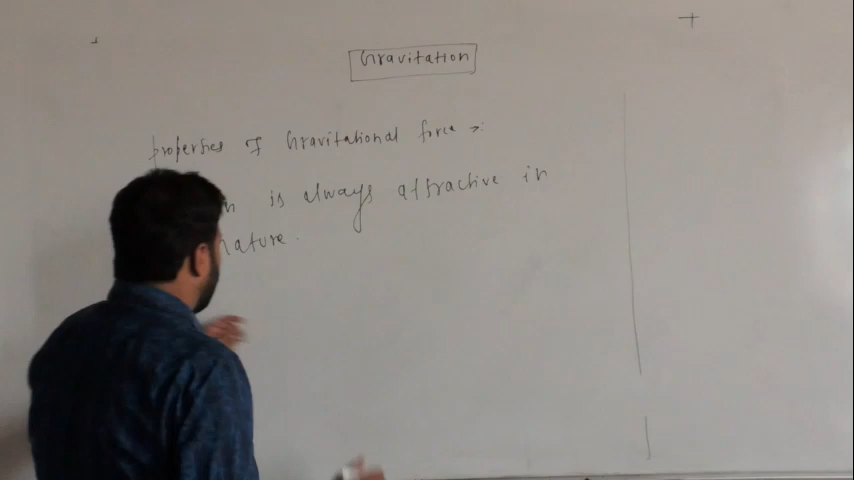 Gravitation
properties of Gravitational force →:
is always attractive in
nature.